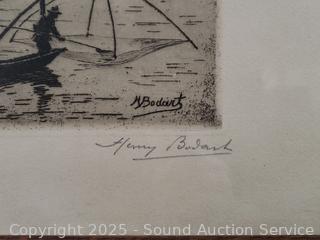 HBodart
Henry Bodart
Copyright 2025 - Sound Auction Service